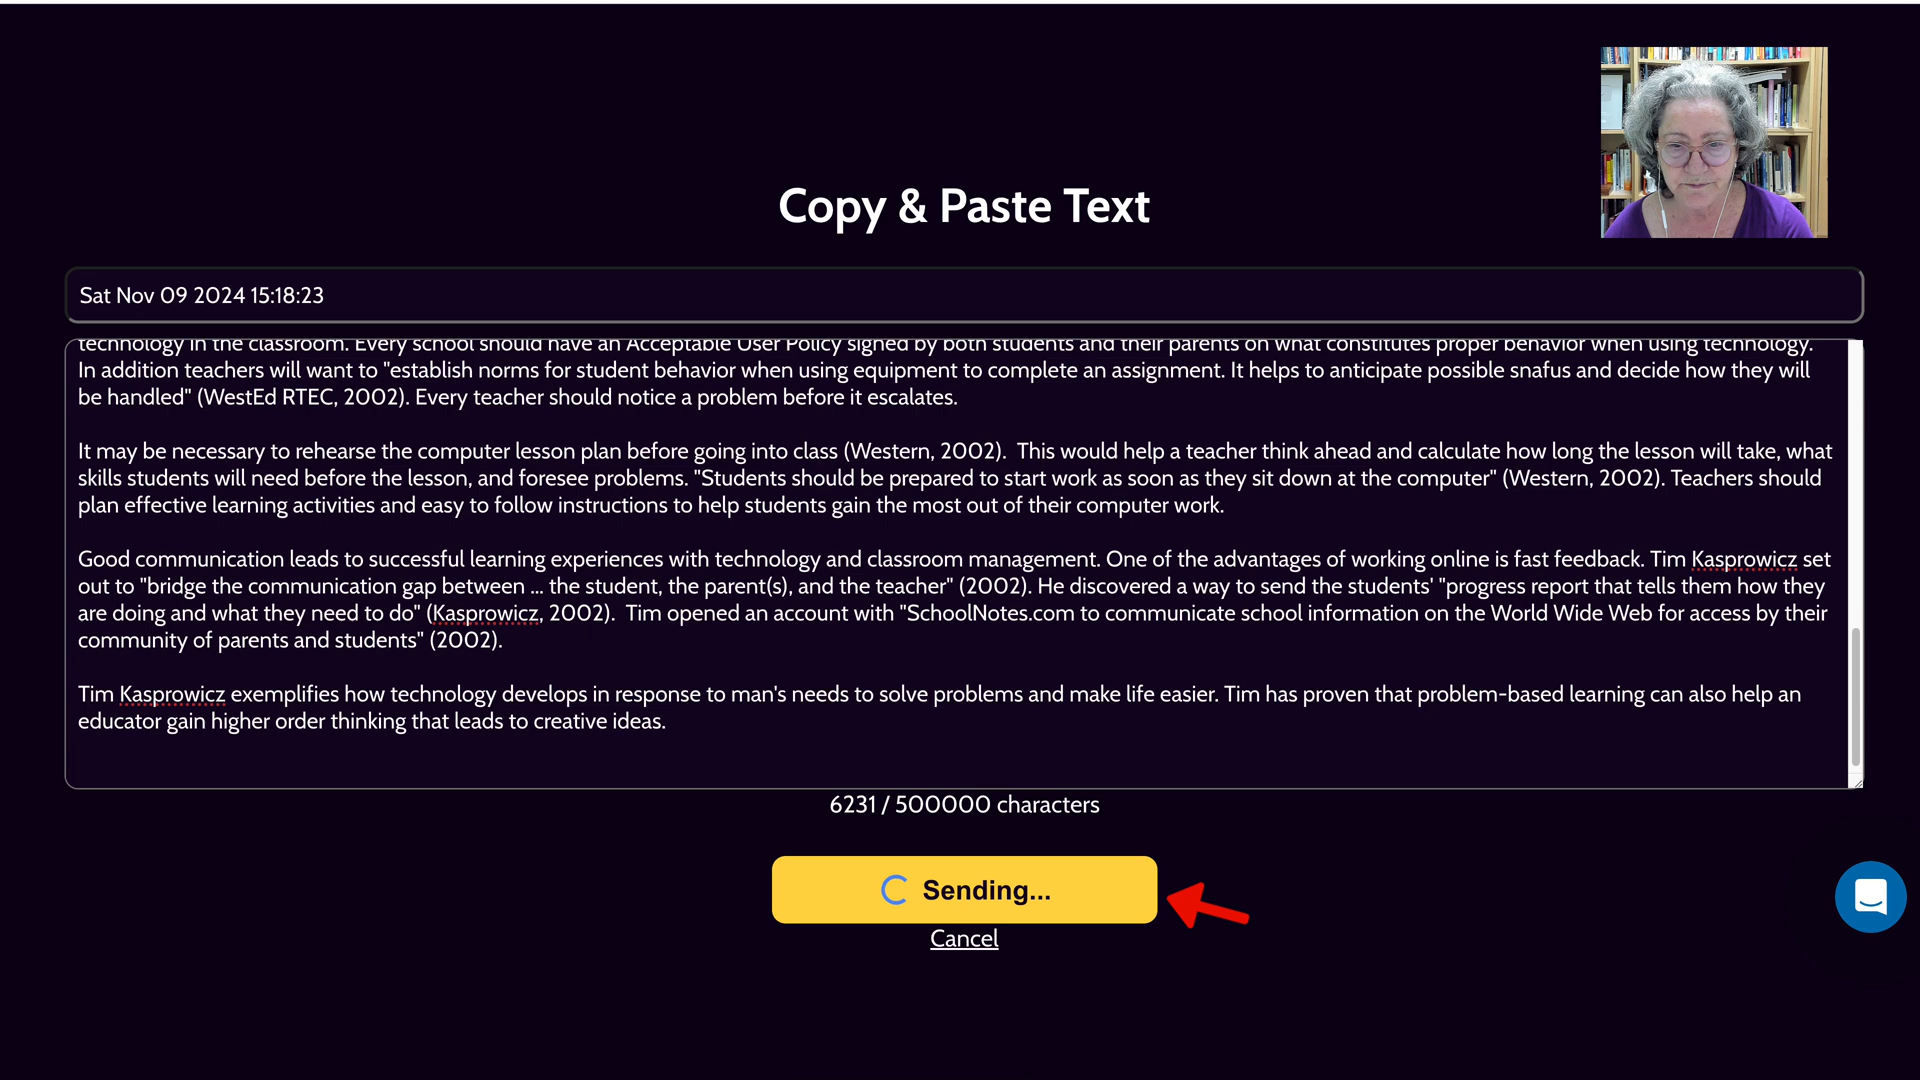 Copy & Paste Text
Sat Nov 09 2024 15:18:23
technology in the classroom. Every school should have an Acceptable User Policy signed by both students and their parents on what constitutes proper behavior when using technology.
In addition teachers will want to "establish norms for student behavior when using equipment to complete an assignment. It helps to anticipate possible snafus and decide how they will
be handled" (WestEd RTEC, 2002). Every teacher should notice a problem before it escalates.
It may be necessary to rehearse the computer lesson plan before going into class (Western, 2002).  This would help a teacher think ahead and calculate how long the lesson will take, what
skills students will need before the lesson, and foresee problems. "Students should be prepared to start work as soon as they sit down at the computer" (Western, 2002). Teachers should
plan effective learning activities and easy to follow instructions to help students gain the most out of their computer work.
Good communication leads to successful learning experiences with technology and classroom management. One of the advantages of working online is fast feedback. Tim Kasprowicz set
out to "bridge the communication gap between ... the student, the parent(s), and the teacher" (2002). He discovered a way to send the students' "progress report that tells them how they
are doing and what they need to do" (Kasprowicz, 2002).  Tim opened an account with "SchoolNotes.com to communicate school information on the World Wide Web for access by their
community of parents and students" (2002).
Tim Kasprowicz exemplifies how technology develops in response to man's needs to solve problems and make life easier. Tim has proven that problem-based learning can also help an
educator gain higher order thinking that leads to creative ideas.
6231 / 500000 characters
Sending...
Cancel